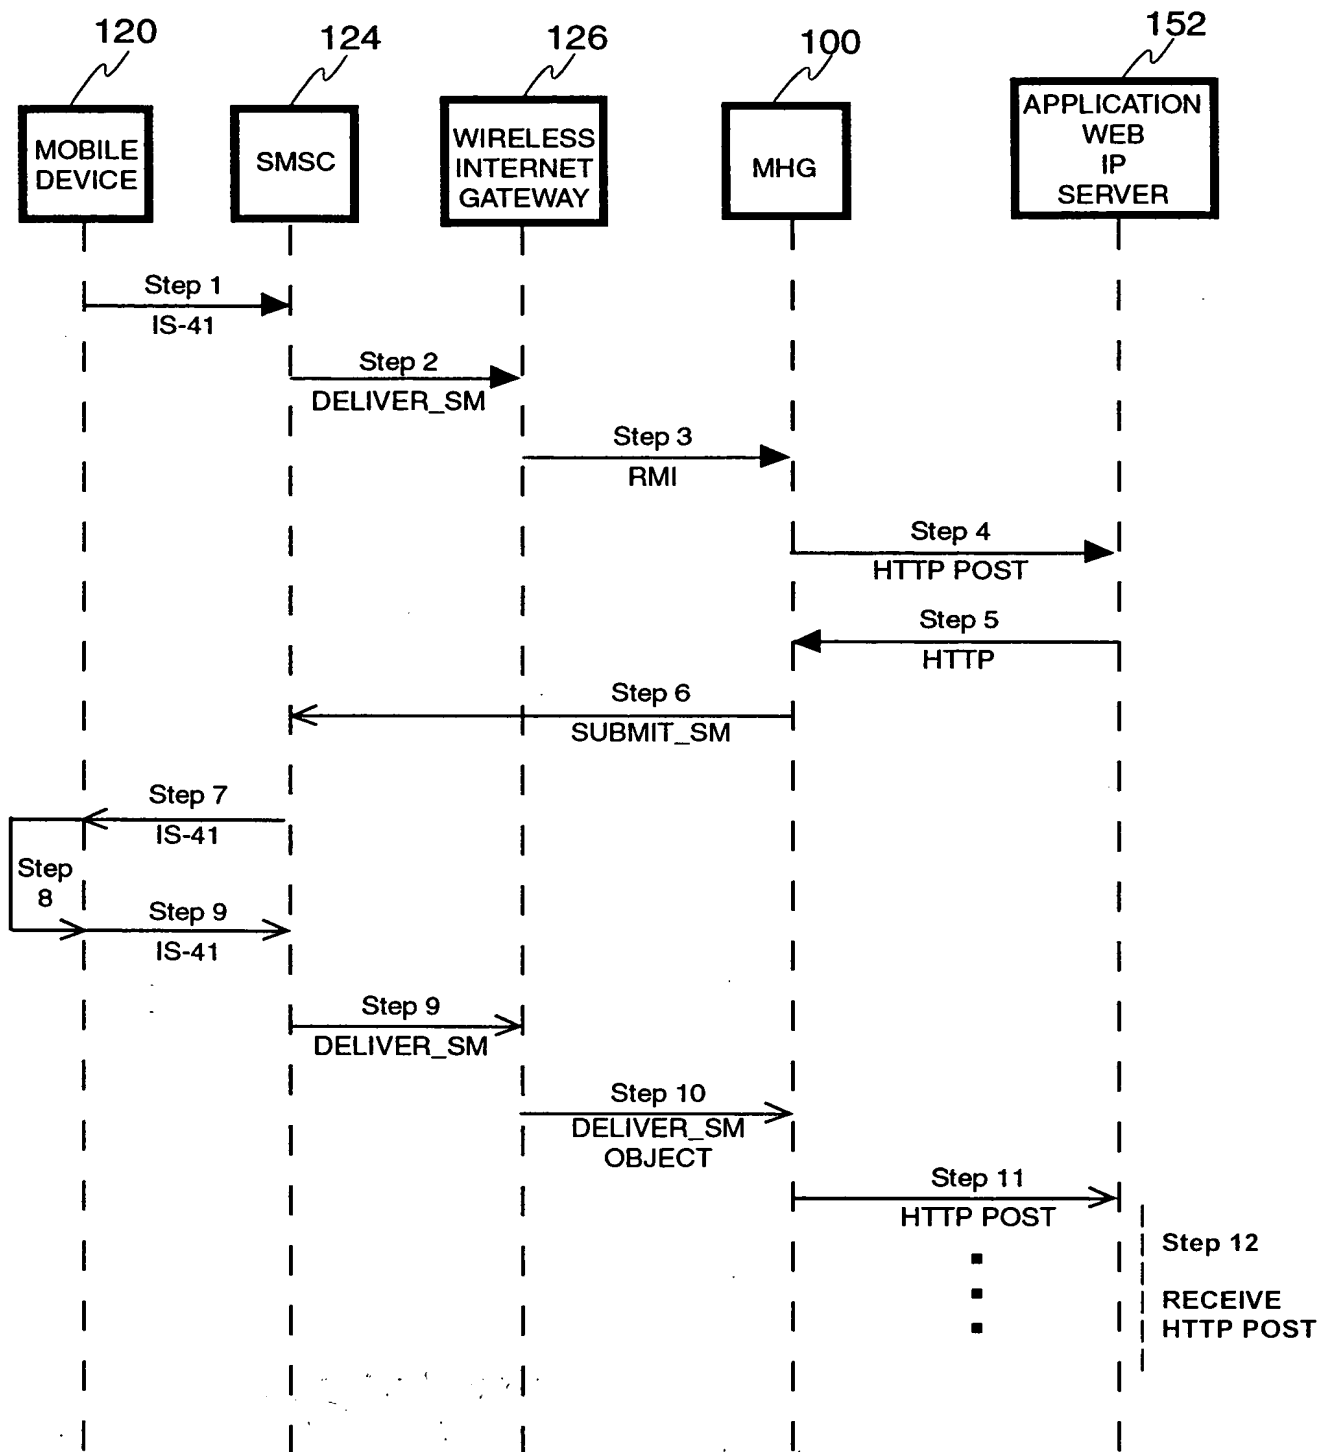 120
124
126
100
152
MOBILE
DEVICE
SMSC
WIRELESS
INTERNET
GATEWAY
MHG
APPLICATION
WEB
IP
SERVER
Step 1
IS-41
Step 2
DELIVER_SM
Step 3
RMI
Step 4
HTTP POST
Step 5
HTTP
Step 6
SUBMIT_SM
Step 7
IS-41
Step
8
Step 9
IS-41
Step 9
DELIVER_SM
Step 10
DELIVER_SM
OBJECT
Step 11
HTTP POST
Step 12
RECEIVE
HTTP POST